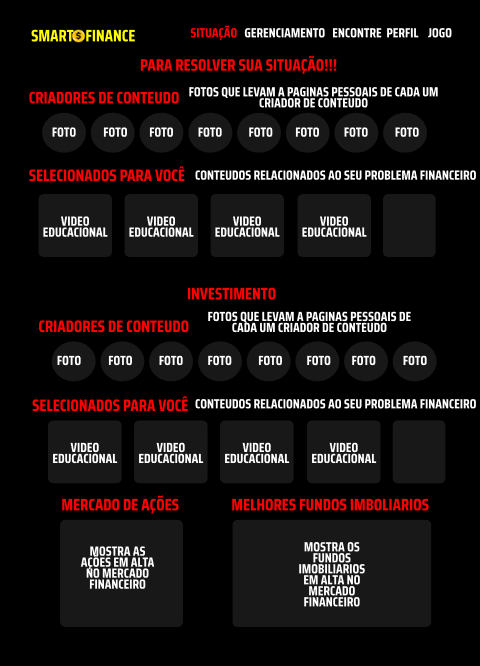 SMART FINANCE
SITUAÇÃO GERENCIAMENTO ENCONTRE PERFIL JOGO
PARA RESOLVER SUA SITUAÇÃO!!!
CRIADORES DE CONTEUDO
FOTOS QUE LEVAM A PAGINAS PESSOAIS DE CADA UM
CRIADOR DE CONTEUDO
FOTO FOTO FOTO FOTO FOTO FOTO FOTO FOTO
SELECIONADOS PARA VOCÊ
CONTEUDOS RELACIONADOS AO SEU PROBLEMA FINANCEIRO
VIDEO
EDUCACIONAL
VIDEO
EDUCACIONAL
VIDEO
EDUCACIONAL
VIDEO
EDUCACIONAL
INVESTIMENTO
CRIADORES DE CONTEUDO
FOTOS QUE LEVAM A PAGINAS PESSOAIS DE
CADA UM CRIADOR DE CONTEUDO
FOTO FOTO FOTO FOTO FOTO FOTO FOTO FOTO
SELECIONADOS PARA VOCÊ
CONTEUDOS RELACIONADOS AO SEU PROBLEMA FINANCEIRO
VIDEO
EDUCACIONAL
VIDEO
EDUCACIONAL
VIDEO
EDUCACIONAL
VIDEO
EDUCACIONAL
MERCADO DE AÇÕES
MOSTRA AS
AÇÕES EM ALTA
NO MERCADO
FINANCEIRO
MELHORES FUNDOS IMBOLIARIOS
MOSTRA OS
FUNDOS
IMOBILIARIOS
EM ALTA NO
MERCADO
FINANCEIRO